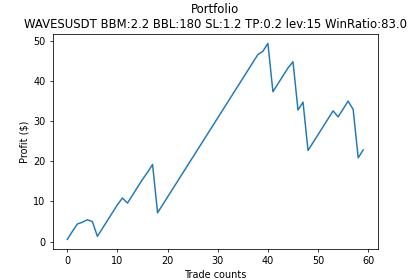 Portfolio
WAVESUSDT BBM:2.2 BBL:180 SL:1.2 TP:0.2 lev:15 WinRatio:83.0
50
40
30
20
10
0
Profit ($)
0 10 20 30 40 50 60
Trade counts